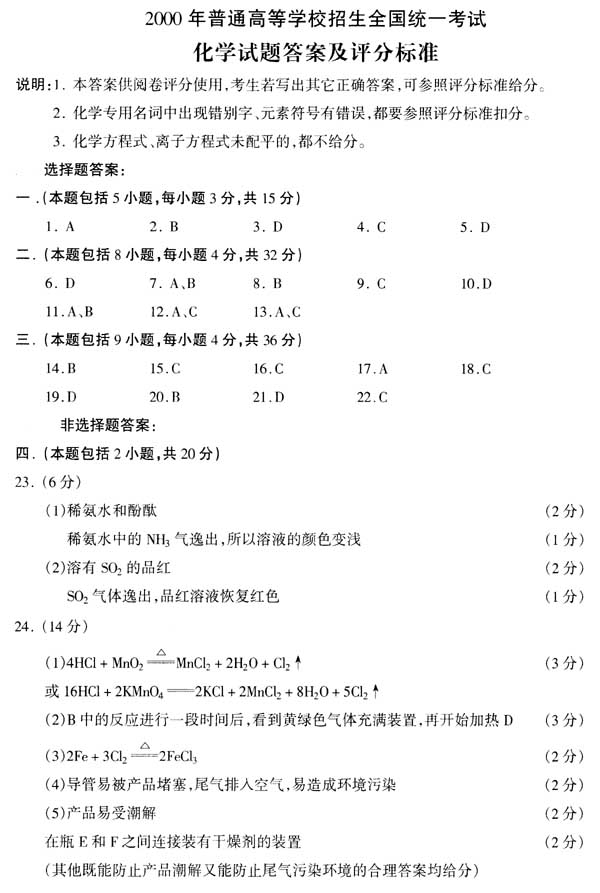 2000 年普通高等学校招生全国统一考试
化学试题答案及评分标准
说明:1. 本答案供阅卷评分使用,考生若写出其它正确答案,可参照评分标准给分。
2. 化学专用名词中出现错别字、元素符号有错误,都要参照评分标准扣分。
3. 化学方程式、离子方程式未配平的,都不给分。
选择题答案:
一 .(本题包括 5 小题,每小题 3 分,共 15 分)
1. A 2. B 3. D 4. C 5. D
二 . (本题包括 8 小题,每小题 4 分,共 32 分)
6. D 7. A、B 8. B 9. C 10.D
11.A、B 12.A、C 13.A、C
三 . (本题包括 9 小题,每小题 4 分,共 36 分)
14.B 15.C 16.C 17.A 18.C
19.D 20.B 21.D 22.C
非选择题答案:
四 . (本题包括 2 小题,共 20 分)
23. (6 分)
(1)稀氨水和酚酞 (2 分)
稀氨水中的 NH₃ 气逸出,所以溶液的颜色变浅 (1 分)
(2)溶有 SO₂ 的品红 (2 分)
SO₂ 气体逸出,品红溶液恢复红色 (1 分)
24. (14 分)
(1)4HCl + MnO₂ ══△══ MnCl₂ + 2H₂O + Cl₂↑ (3 分)
或 16HCl + 2KMnO₄ ════ 2KCl + 2MnCl₂ + 8H₂O + 5Cl₂↑
(2)B 中的反应进行一段时间后,看到黄绿色气体充满装置,再开始加热 D (3 分)
(3)2Fe + 3Cl₂ ══△══ 2FeCl₃ (2 分)
(4)导管易被产品堵塞,尾气排入空气,易造成环境污染 (2 分)
(5)产品易受潮解 (2 分)
在瓶 E 和 F 之间连接装有干燥剂的装置 (2 分)
(其他既能防止产品潮解又能防止尾气污染环境的合理答案均给分)